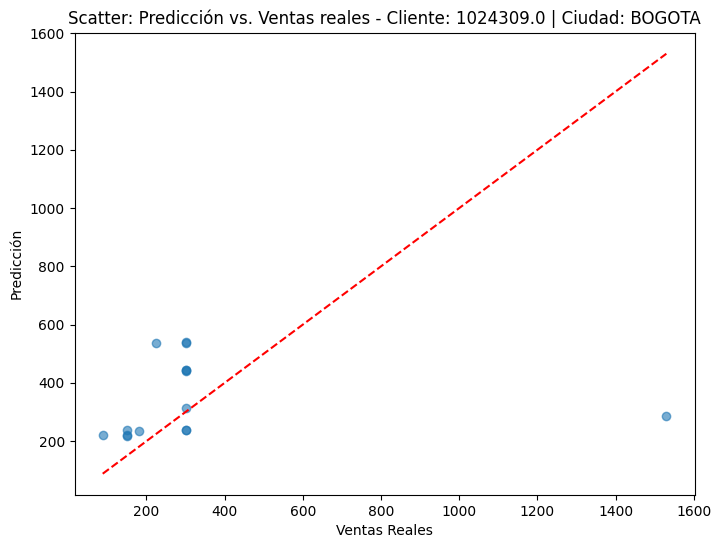 Scatter: Predicción vs. Ventas reales - Cliente: 1024309.0 | Ciudad: BOGOTA
1600
1400
1200
1000
800
600
400
200
Predicción
200 400 600 800 1000 1200 1400 1600
Ventas Reales